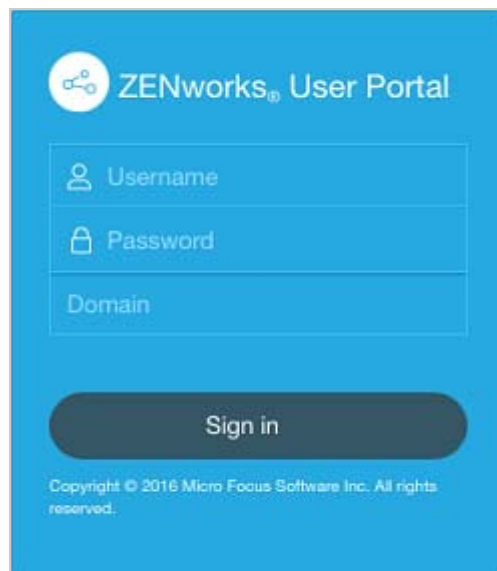 ZENworks® User Portal
Username
Password
Domain
Sign in
Copyright © 2016 Micro Focus Software Inc. All rights
reserved.